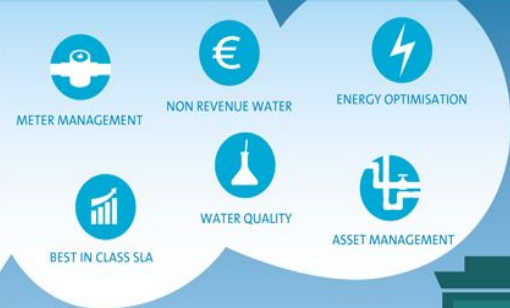 €
METER MANAGEMENT
NON REVENUE WATER
ENERGY OPTIMISATION
BEST IN CLASS SLA
WATER QUALITY
ASSET MANAGEMENT